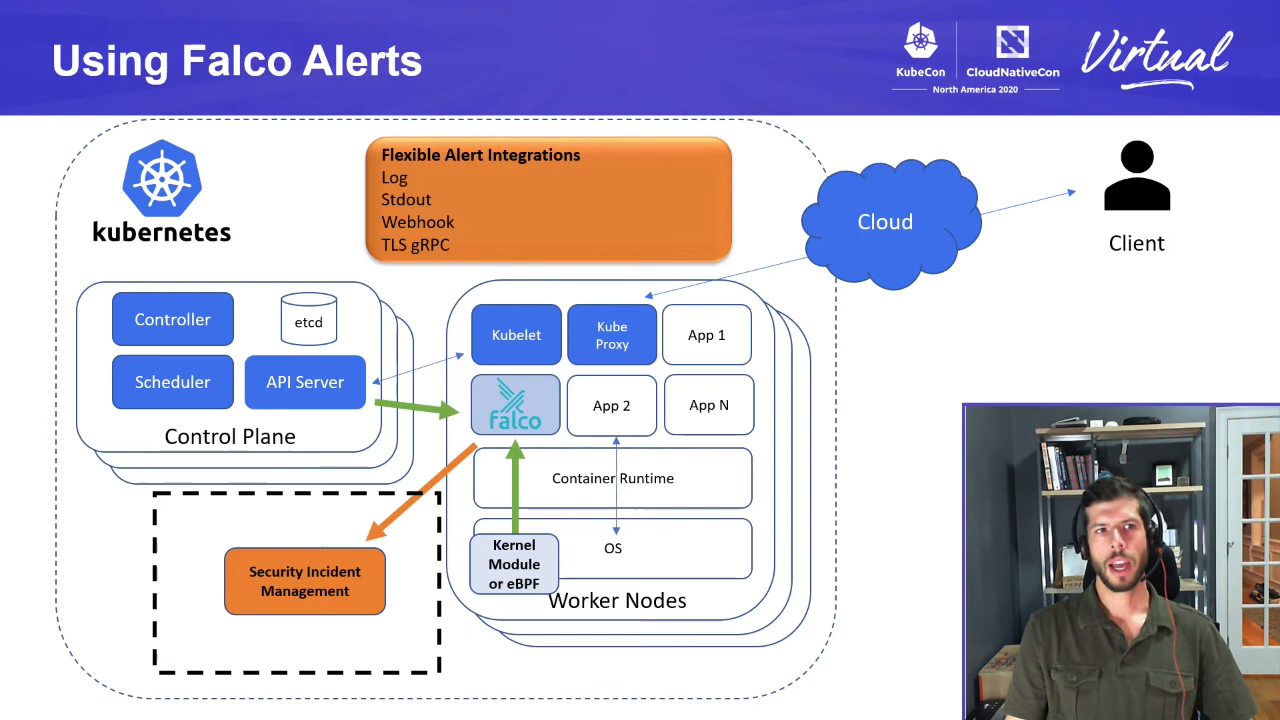 Using Falco Alerts
KubeCon
CloudNativeCon
North America 2020
Virtual
kubernetes
Flexible Alert Integrations
Log
Stdout
Webhook
TLS gRPC
Cloud
Client
Controller
etcd
Scheduler
API Server
Control Plane
Kubelet
Kube
Proxy
App 1
falco
App 2
App N
Container Runtime
OS
Kernel
Module
or eBPF
Worker Nodes
Security Incident
Management